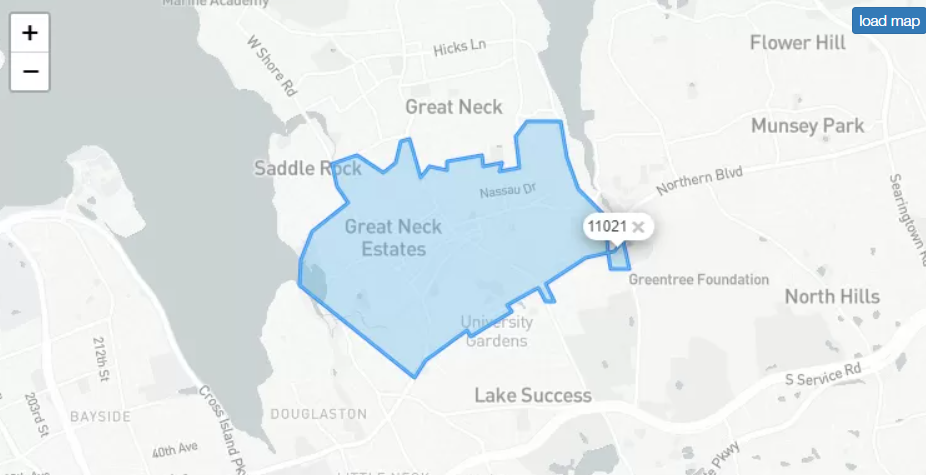 Marine Academy
+
−
load map
Flower Hill
Hicks Ln
W Shore Rd
Great Neck
Munsey Park
Saddle Rock
Northern Blvd
Nassau Dr
Searingtown Rd
11021 ×
Great Neck
Estates
Greentree Foundation
North Hills
University
Gardens
212th St
S Service Rd
Lake Success
203rd St
BAYSIDE
Cross Island Pk
DOUGLASTON
40th Ave
Pkwy
LITTLE NECK